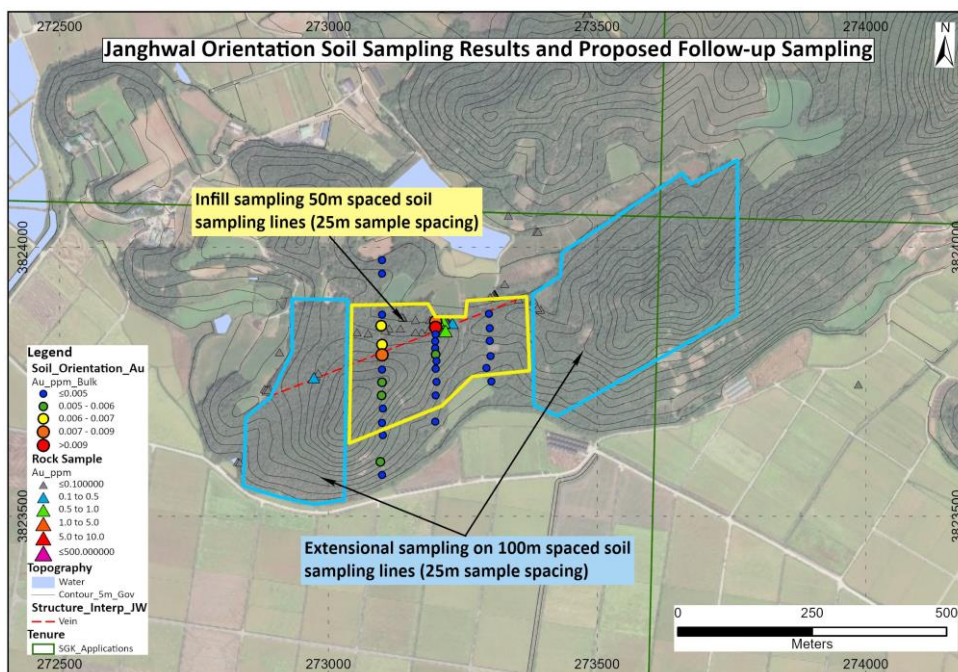 272500
273000
273500
274000
Janghwal Orientation Soil Sampling Results and Proposed Follow-up Sampling
N
Infill sampling 50m spaced soil
sampling lines (25m sample spacing)
3824000
3824000
Legend
Soil_Orientation_Au
Au_ppm_Bulk
≤0.005
0.005 - 0.006
0.006 - 0.007
0.007 - 0.009
>0.009
Rock Sample
Au_ppm
≤0.100000
0.1 to 0.5
0.5 to 1.0
1.0 to 5.0
5.0 to 10.0
≤500.000000
Topography
Water
Contour_5m_Gov
Structure_Interp_JW
Vein
Tenure
SGK_Applications
3823500
3823500
Extensional sampling on 100m spaced soil
sampling lines (25m sample spacing)
0 250 500
Meters
272500
273000
273500
274000